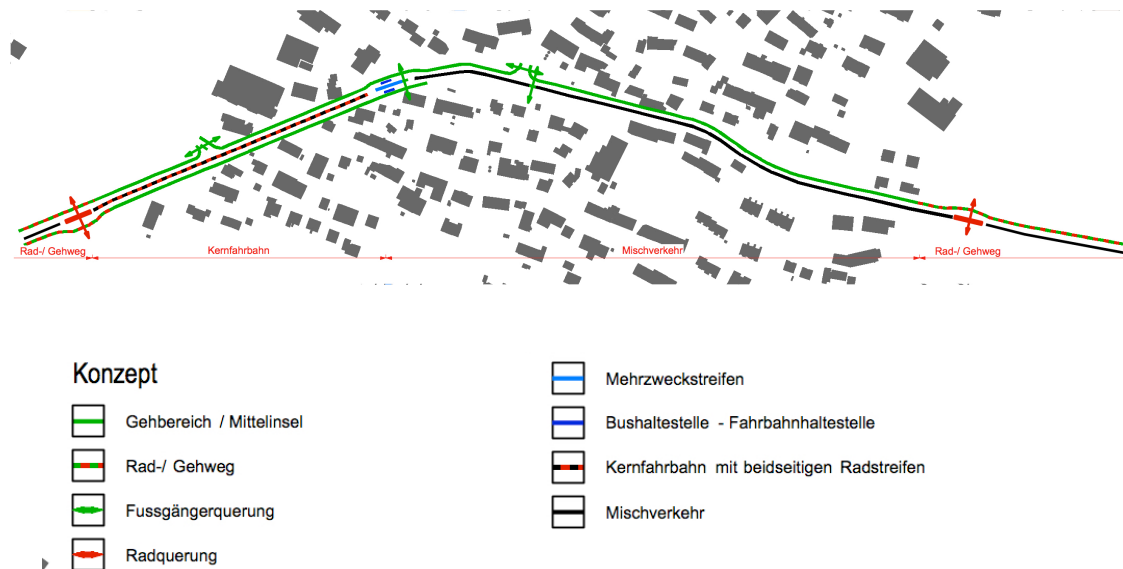 Rad-/ Gehweg
Kernfahrbahn
Mischverkehr
Rad-/ Gehweg
Konzept
Gehbereich / Mittelinsel
Rad-/ Gehweg
Fussgängerquerung
Radquerung
Mehrzweckstreifen
Bushaltestelle - Fahrbahnhaltestelle
Kernfahrbahn mit beidseitigen Radstreifen
Mischverkehr